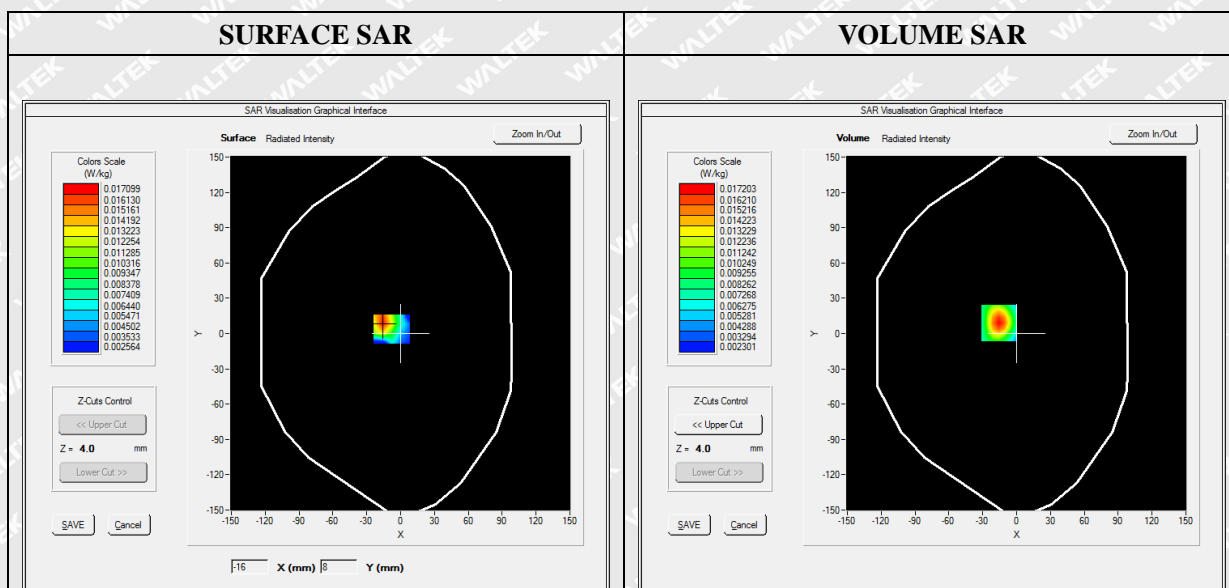 SURFACE SAR
SAR Visualisation Graphical Interface
Surface Radiated Intensity
Zoom In/Out
Colors Scale
(W/kg)
0.017099
0.016130
0.015161
0.014192
0.013223
0.012254
0.011285
0.010316
0.009347
0.008378
0.007409
0.006440
0.005471
0.004502
0.003533
0.002564
Z-Cuts Control
<< Upper Cut
Z = 4.0 mm
Lower Cut >>
SAVE Cancel
150
120
90
60
30
0
-30
-60
-90
-120
-150
Y
-150 -120 -90 -60 -30 0 30 60 90 120 150
X
-16 X (mm) 8 Y (mm)
VOLUME SAR
SAR Visualisation Graphical Interface
Volume Radiated Intensity
Zoom In/Out
Colors Scale
(W/kg)
0.017203
0.016210
0.015216
0.014223
0.013229
0.012236
0.011242
0.010249
0.009255
0.008262
0.007268
0.006275
0.005281
0.004288
0.003294
0.002301
Z-Cuts Control
<< Upper Cut
Z = 4.0 mm
Lower Cut >>
SAVE Cancel
150
120
90
60
30
0
-30
-60
-90
-120
-150
Y
-150 -120 -90 -60 -30 0 30 60 90 120 150
X
WALTEK